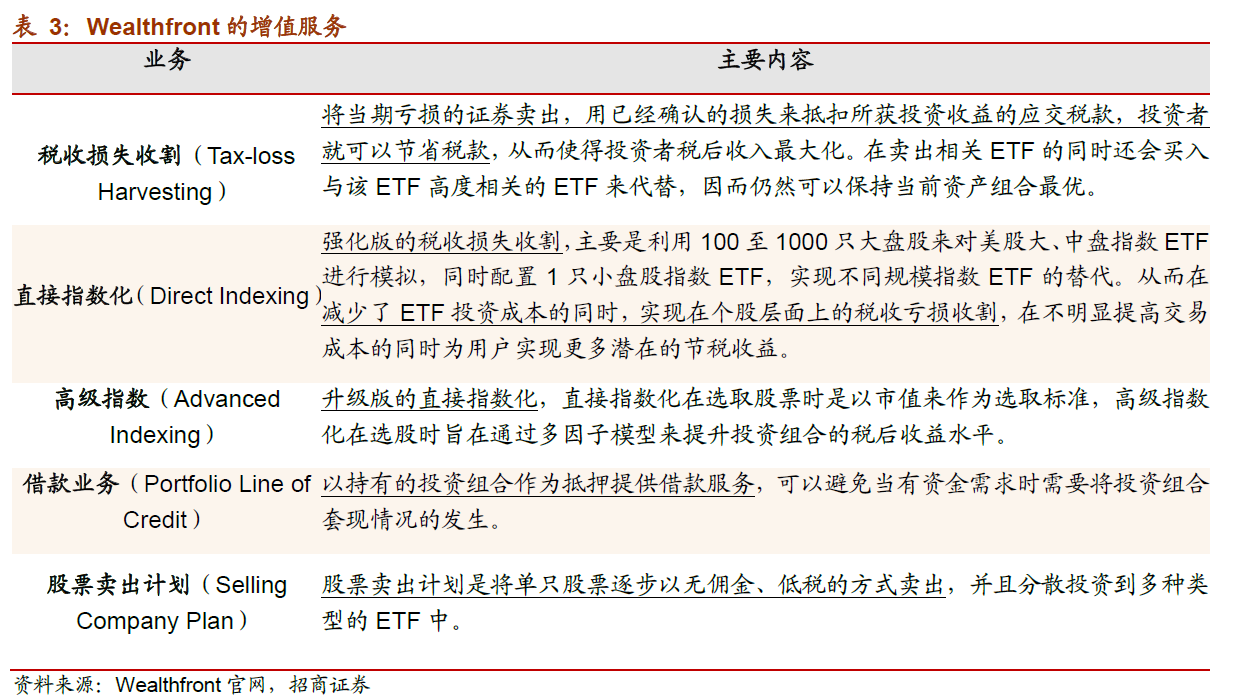 表 3：Wealthfront 的增值服务
业务 主要内容
税收损失收割（Tax-loss
Harvesting）
将当期亏损的证券卖出，用已经确认的损失来抵扣所获投资收益的应交税款，投资者
就可以节省税款，从而使得投资者税后收入最大化。在卖出相关 ETF 的同时还会买入
与该 ETF 高度相关的 ETF 来代替，因而仍然可以保持当前资产组合最优。
直接指数化（Direct Indexing）
强化版的税收损失收割，主要是利用 100 至 1000 只大盘股来对美股大、中盘指数 ETF
进行模拟，同时配置 1 只小盘股指数 ETF，实现不同规模指数 ETF 的替代。从而在
减少了 ETF 投资成本的同时，实现在个股层面上的税收亏损收割，在不明显提高交易
成本的同时为用户实现更多潜在的节税收益。
高级指数（Advanced
Indexing）
升级版的直接指数化，直接指数化在选取股票时是以市值来作为选取标准，高级指数
化在选股时旨在通过多因子模型来提升投资组合的税后收益水平。
借款业务（Portfolio Line of
Credit）
以持有的投资组合作为抵押提供借款服务，可以避免当有资金需求时需要将投资组合
套现情况的发生。
股票卖出计划（Selling
Company Plan）
股票卖出计划是将单只股票逐步以无佣金、低税的方式卖出，并且分散投资到多种类
型的 ETF 中。
资料来源：Wealthfront 官网，招商证券